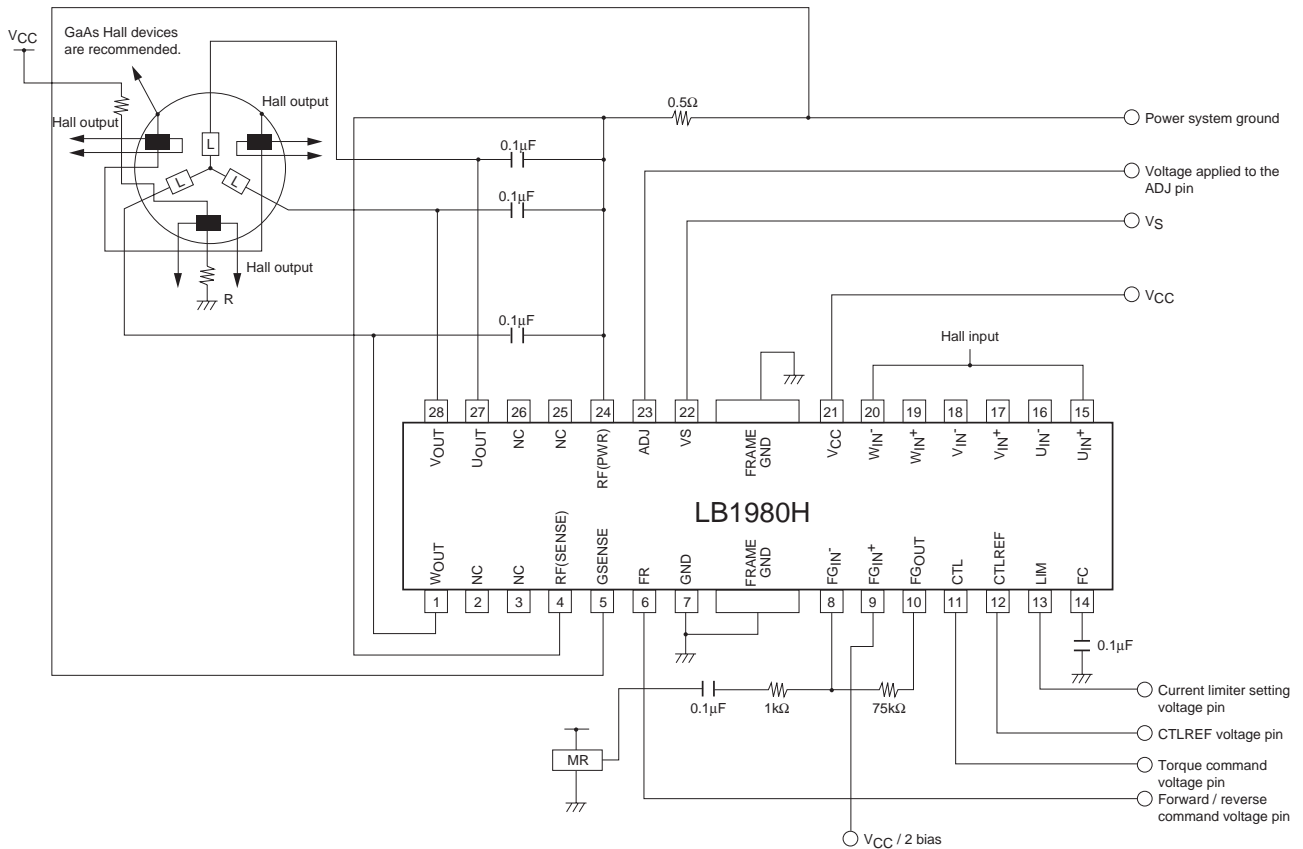 VCC
GaAs Hall devices
are recommended.
Hall output
Hall output
L
L
L
Hall output
R
0.5Ω
0.1μF
0.1μF
0.1μF
Power system ground
Voltage applied to the
ADJ pin
VS
VCC
Hall input
28 27 26 25 24 23 22 21 20 19 18 17 16 15
VOUT UOUT NC NC RF(PWR) ADJ VS FRAME GND VCC WIN- WIN+ VIN- VIN+ UIN- UIN+
LB1980H
WOUT NC NC RF(SENSE) GSENSE FR GND FRAME GND FGIN- FGIN+ FGOUT CTL CTLREF LIM FC
1 2 3 4 5 6 7 8 9 10 11 12 13 14
0.1μF
0.1μF
1kΩ
75kΩ
MR
Current limiter setting
voltage pin
CTLREF voltage pin
Torque command
voltage pin
Forward / reverse
command voltage pin
VCC / 2 bias